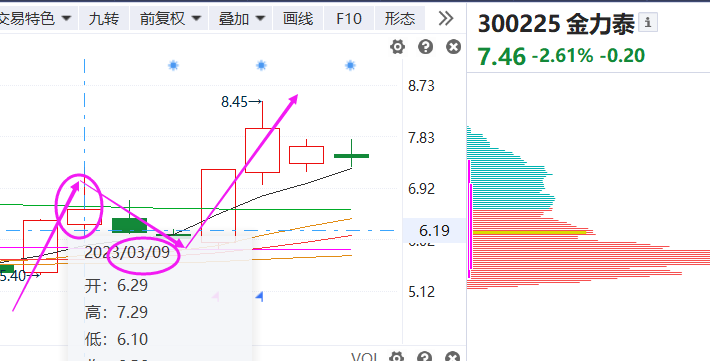 交易特色 九转 前复权 叠加 画线 F10 形态
300225 金力泰
7.46 -2.61% -0.20
8.73
8.45
7.83
6.92
6.19
5.40
5.12
2023/03/09
开: 6.29
高: 7.29
低: 6.10
VOL